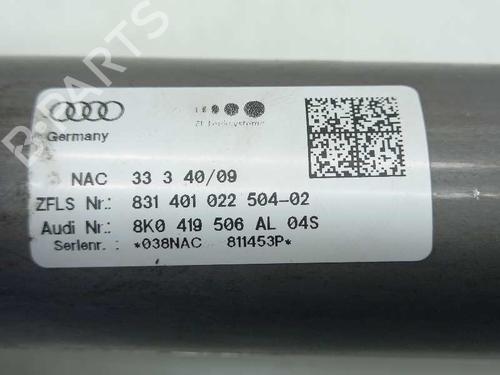 Germany
ZF Lenksysteme
NAC 33 3 40/09
ZFLS Nr.: 831 401 022 504-02
Audi Nr: 8K0 419 506 AL 04S
Serienr.: *038NAC 811453P*
B-PARTS